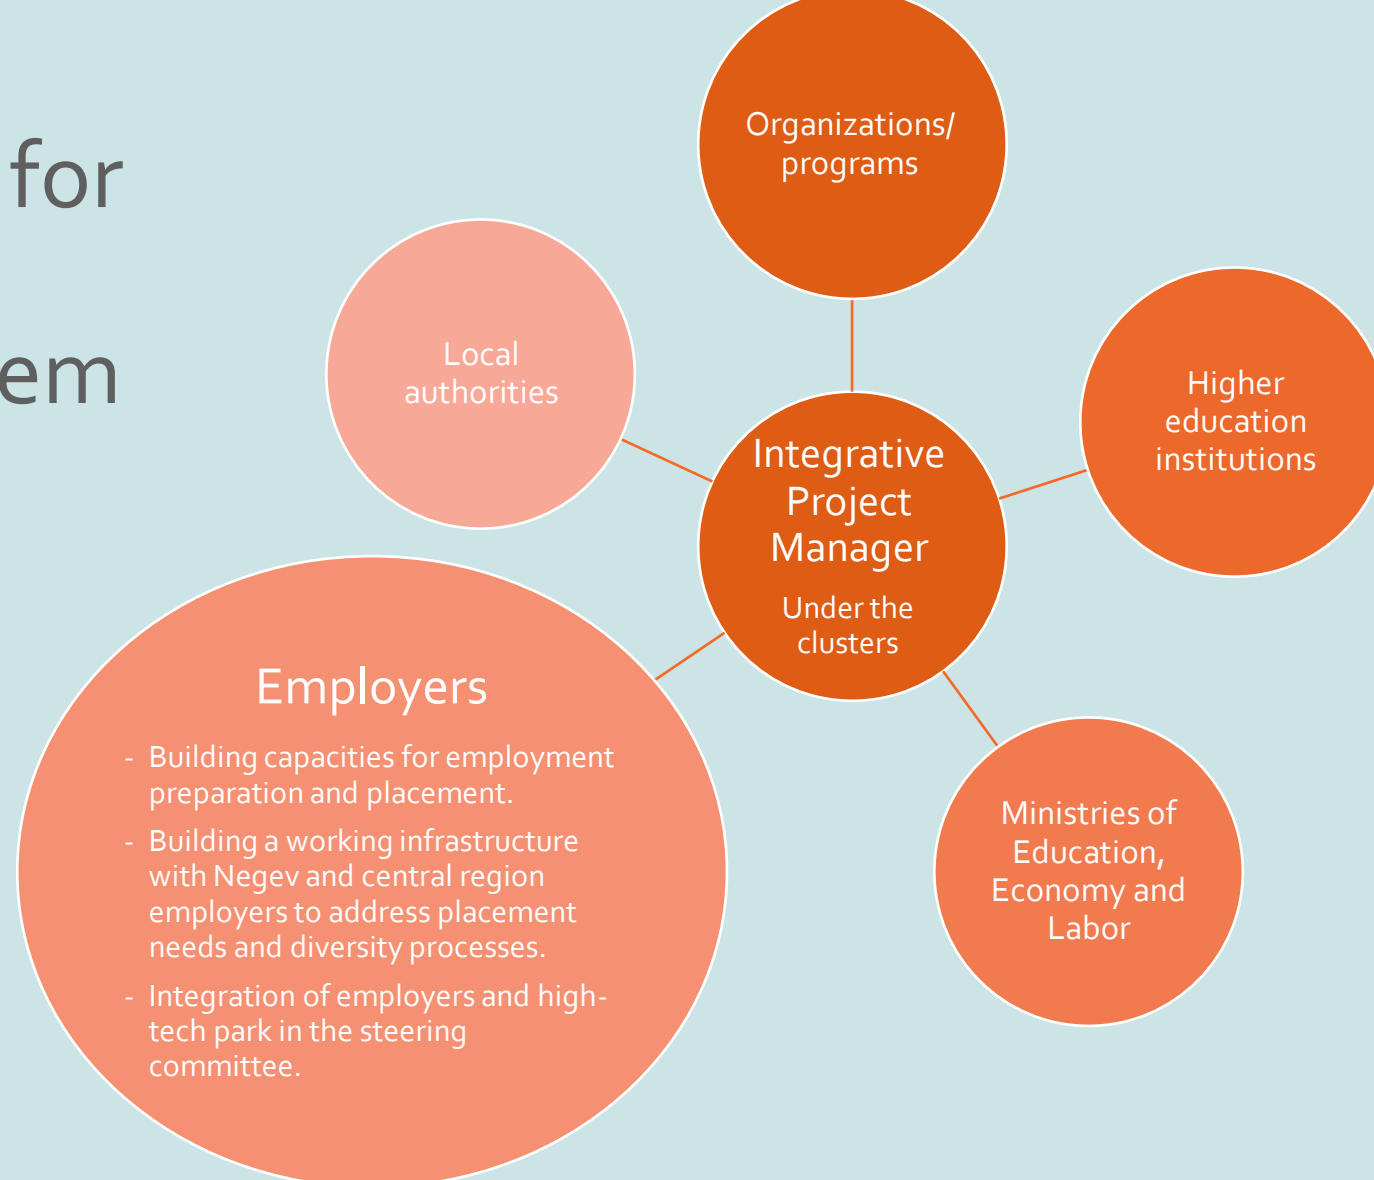 for
em
Organizations/
programs
Local
authorities
Higher
education
institutions
Integrative
Project
Manager
Under the
clusters
Employers
- Building capacities for employment
preparation and placement.
- Building a working infrastructure
with Negev and central region
employers to address placement
needs and diversity processes.
- Integration of employers and high-
tech park in the steering
committee.
Ministries of
Education,
Economy and
Labor